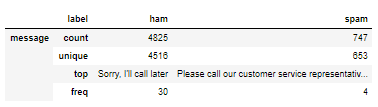 label ham spam
message count 4825 747
unique 4516 653
top Sorry, I'll call later Please call our customer service representativ...
freq 30 4